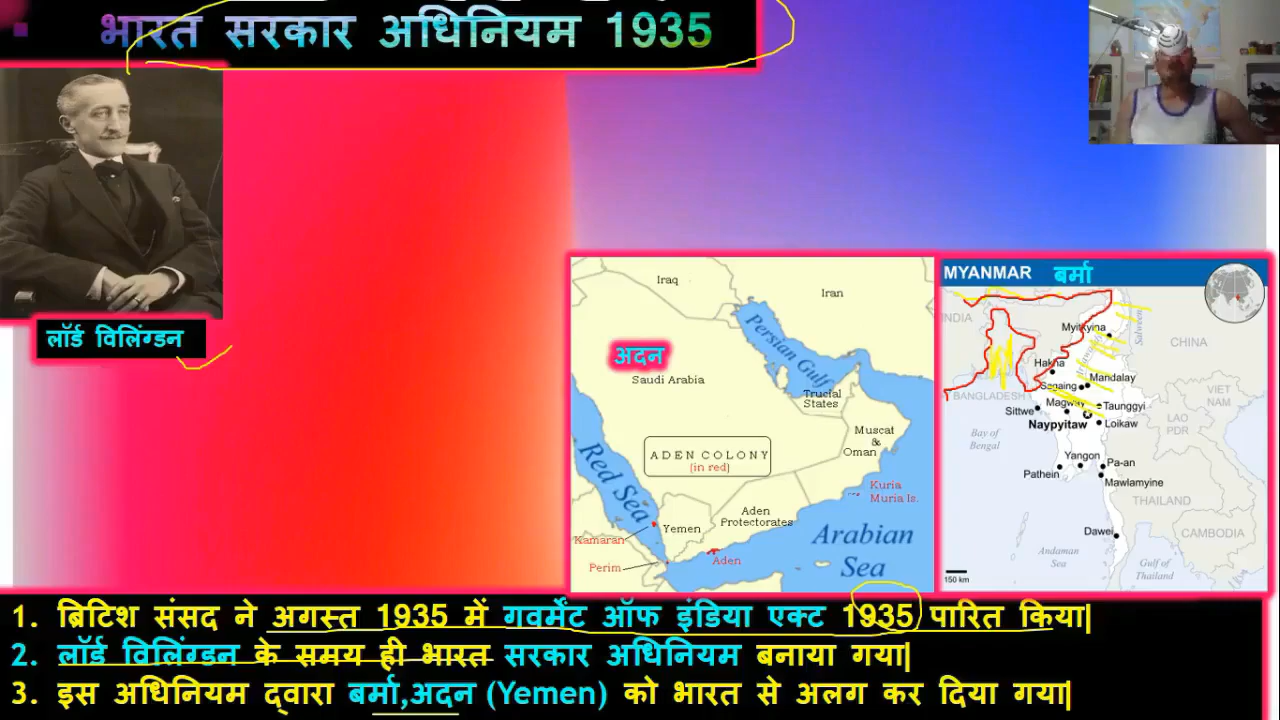 भारत सरकार अधिनियम 1935
लॉर्ड विलिंग्डन
Iraq
Iran
Persian Gulf
अदन
Saudi Arabia
Trucial
States
Muscat
&
Oman
ADEN COLONY
(in red)
Red Sea
Kuria
Muria Is.
Aden
Protectorates
Yemen
Kamaran
Perim
Aden
Arabian
Sea
MYANMAR बर्मा
INDIA
Myitkyina
Salween
CHINA
Hakha
Sagaing
Mandalay
BANGLADESH
Magway
Taunggyi
Sittwe
Naypyitaw
Loikaw
VIET
NAM
LAO
PDR
Bay of
Bengal
Yangon
Pa-an
Pathein
Mawlamyine
THAILAND
Dawei
CAMBODIA
Andaman
Sea
Gulf of
Thailand
150 km
1. ब्रिटिश संसद ने अगस्त 1935 में गवर्मेंट ऑफ इंडिया एक्ट 1935 पारित किया|
2. लॉर्ड विलिंग्डन के समय ही भारत सरकार अधिनियम बनाया गया|
3. इस अधिनियम द्वारा बर्मा,अदन (Yemen) को भारत से अलग कर दिया गया|